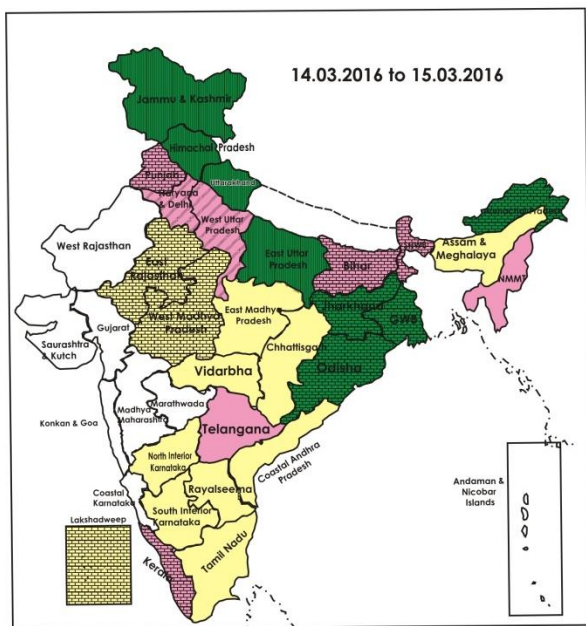 14.03.2016 to 15.03.2016
Jammu & Kashmir
Himachal Pradesh
Punjab
Uttarakhand
Haryana
& Delhi
West Uttar
Pradesh
West Rajasthan
East
Rajasthan
East Uttar
Pradesh
Bihar
Arunachal Pradesh
Assam &
Meghalaya
NMMT
West Madhya
Pradesh
East Madhya
Pradesh
Jharkhand
GWB
Gujarat
Saurashtra
& Kutch
Chhattisgarh
Odisha
Vidarbha
Marathwada
Madhya
Maharashtra
Konkan & Goa
Telangana
Coastal Andhra
Pradesh
North Interior
Karnataka
Rayalseema
Coastal
Karnataka
South Interior
Karnataka
Lakshadweep
Kerala
Tamil Nadu
Andaman &
Nicobar
Islands